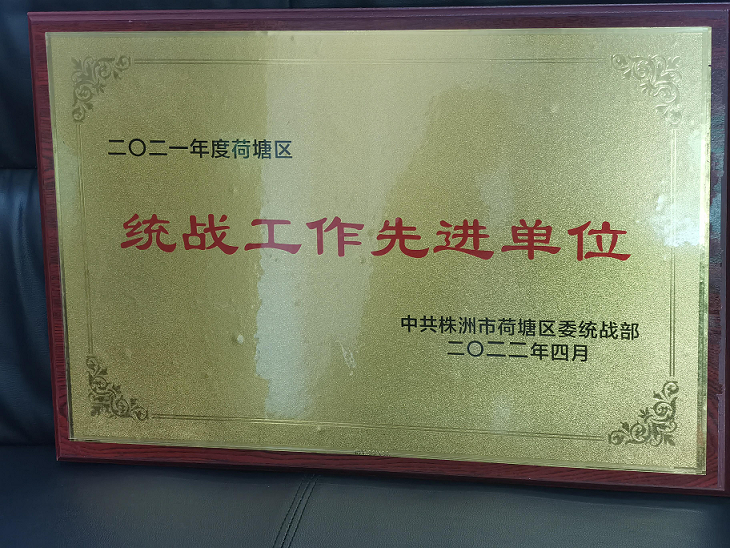 二〇二一年度荷塘区
统战工作先进单位
中共株洲市荷塘区委统战部
二〇二二年四月